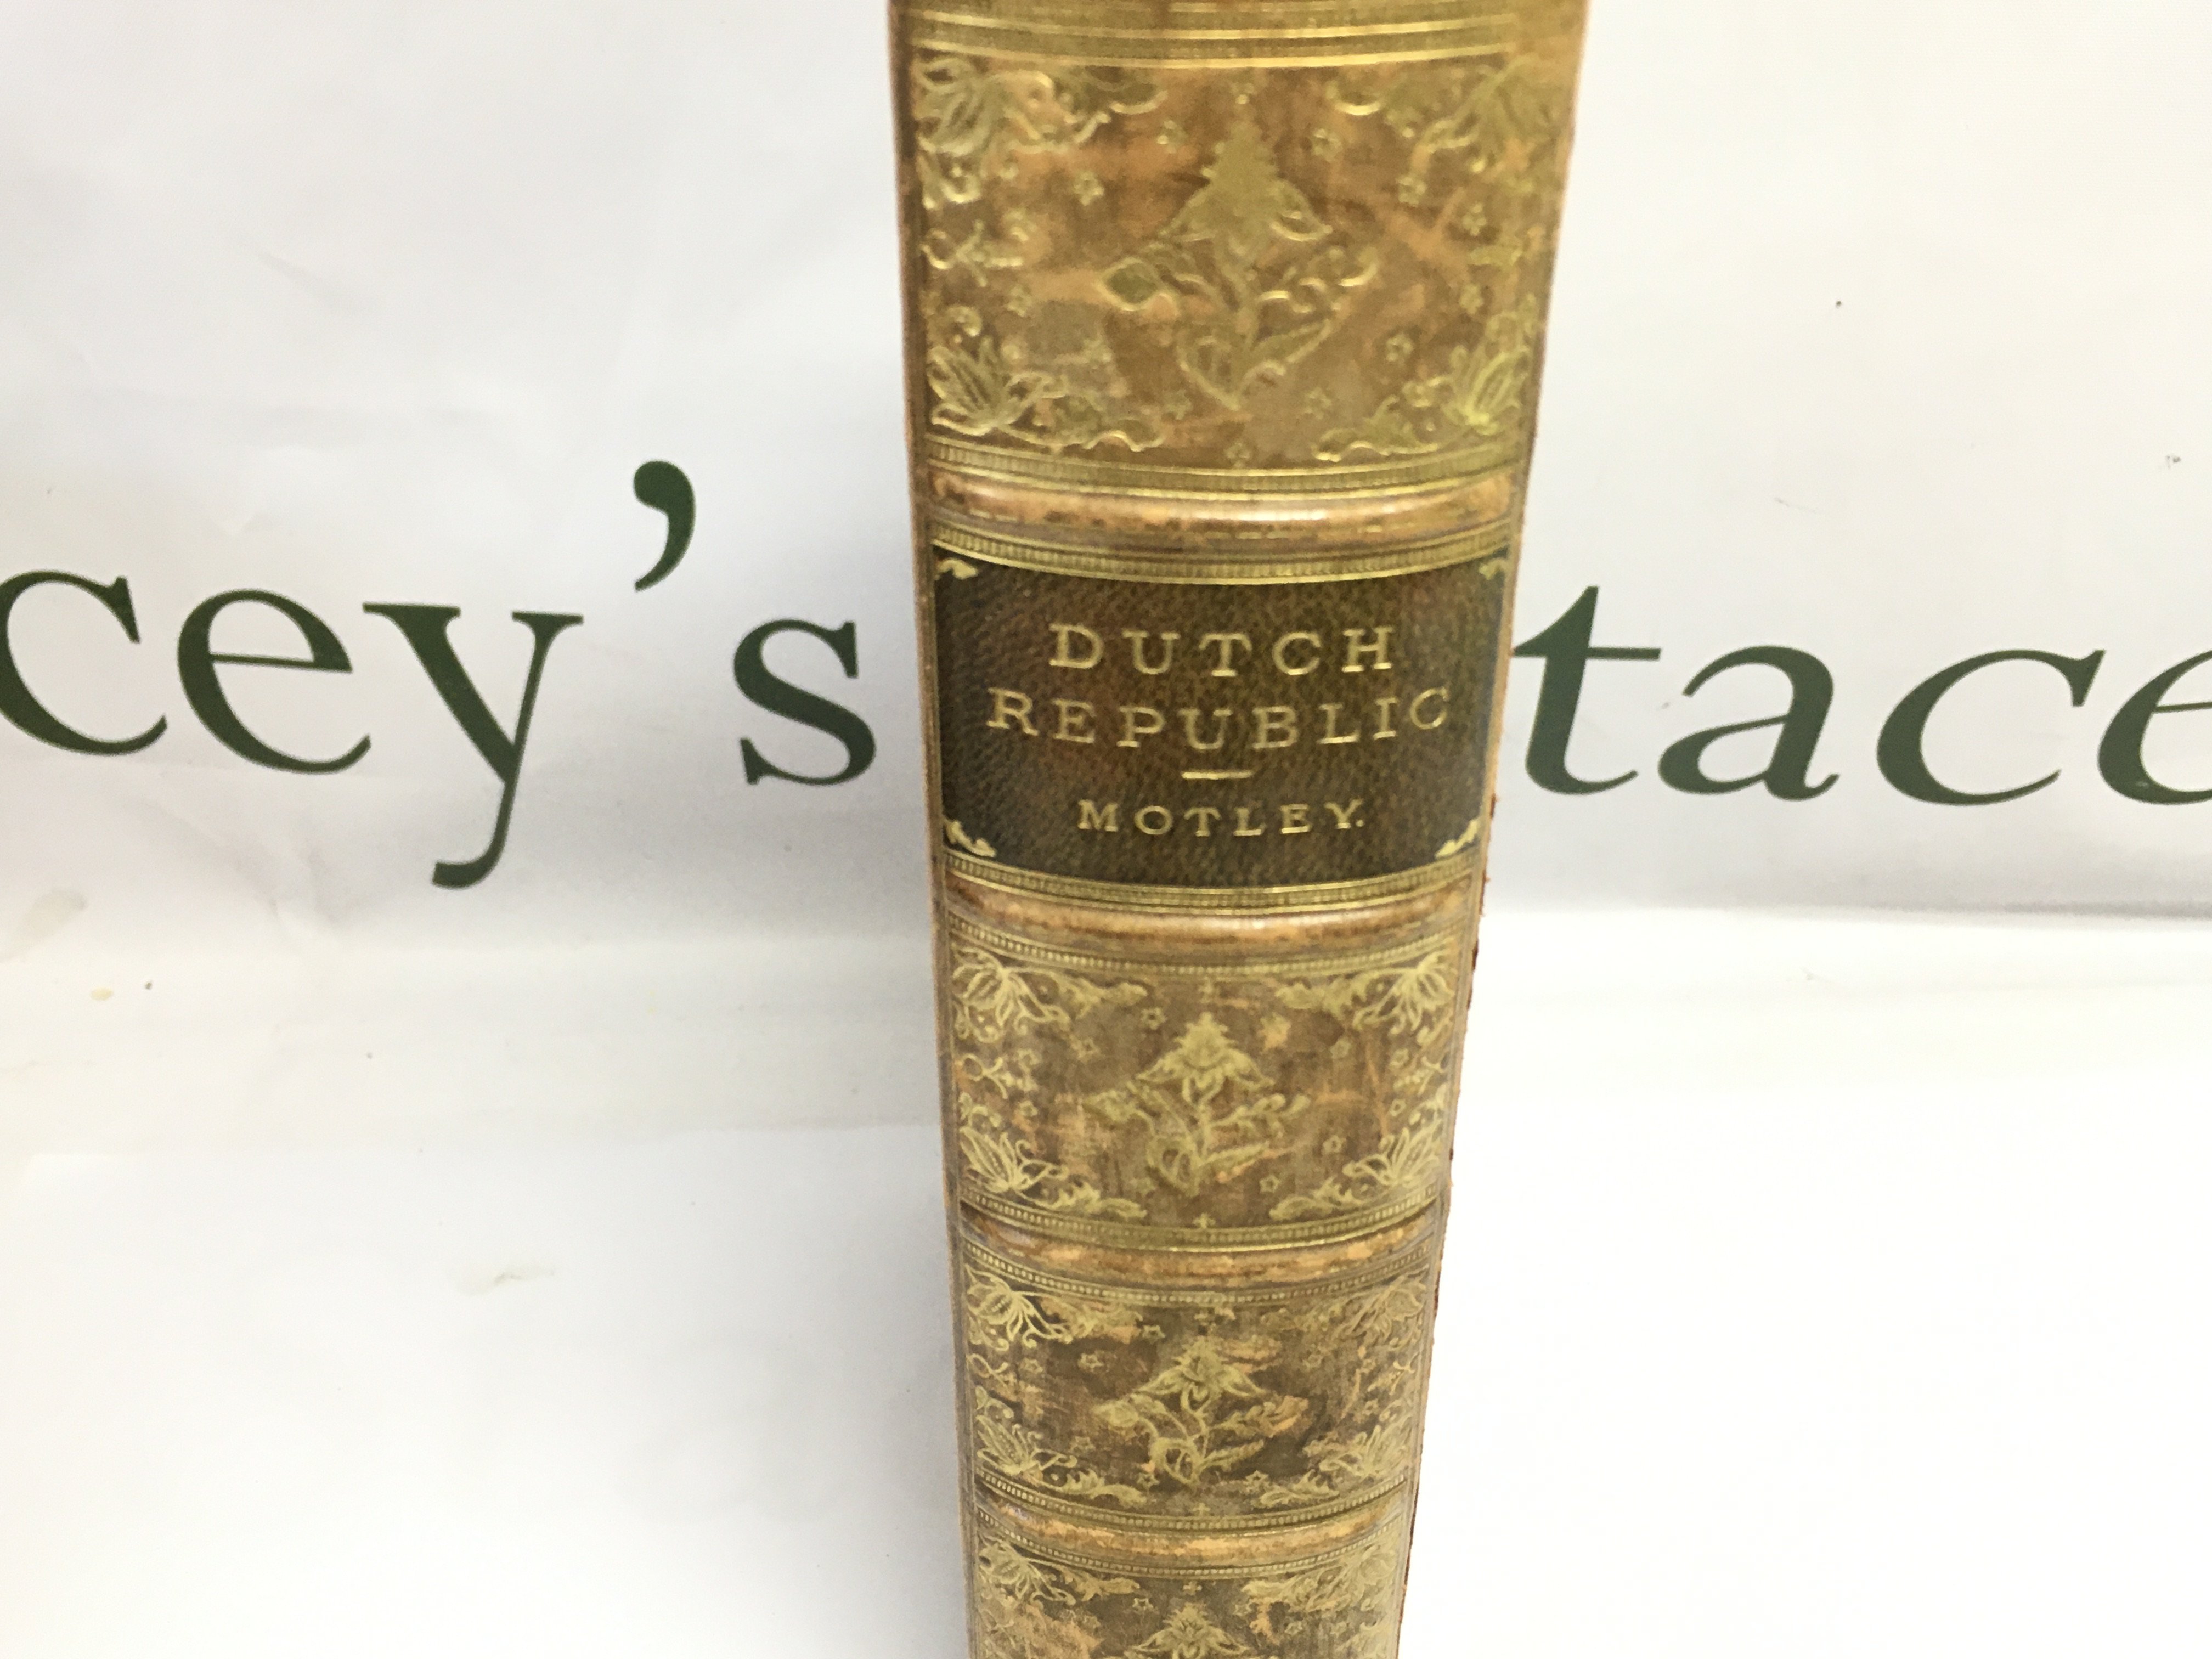 cey's tace
DUTCH
REPUBLIC
MOTLEY.